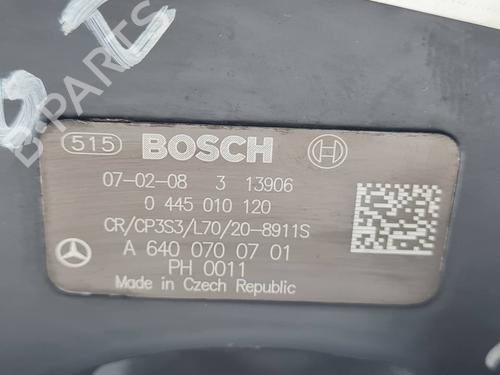 B-PARTS
515 BOSCH
07-02-08 3 13906
0 445 010 120
CR/CP3S3/L70/20-8911S
A 640 070 07 01
PH 0011
Made in Czech Republic